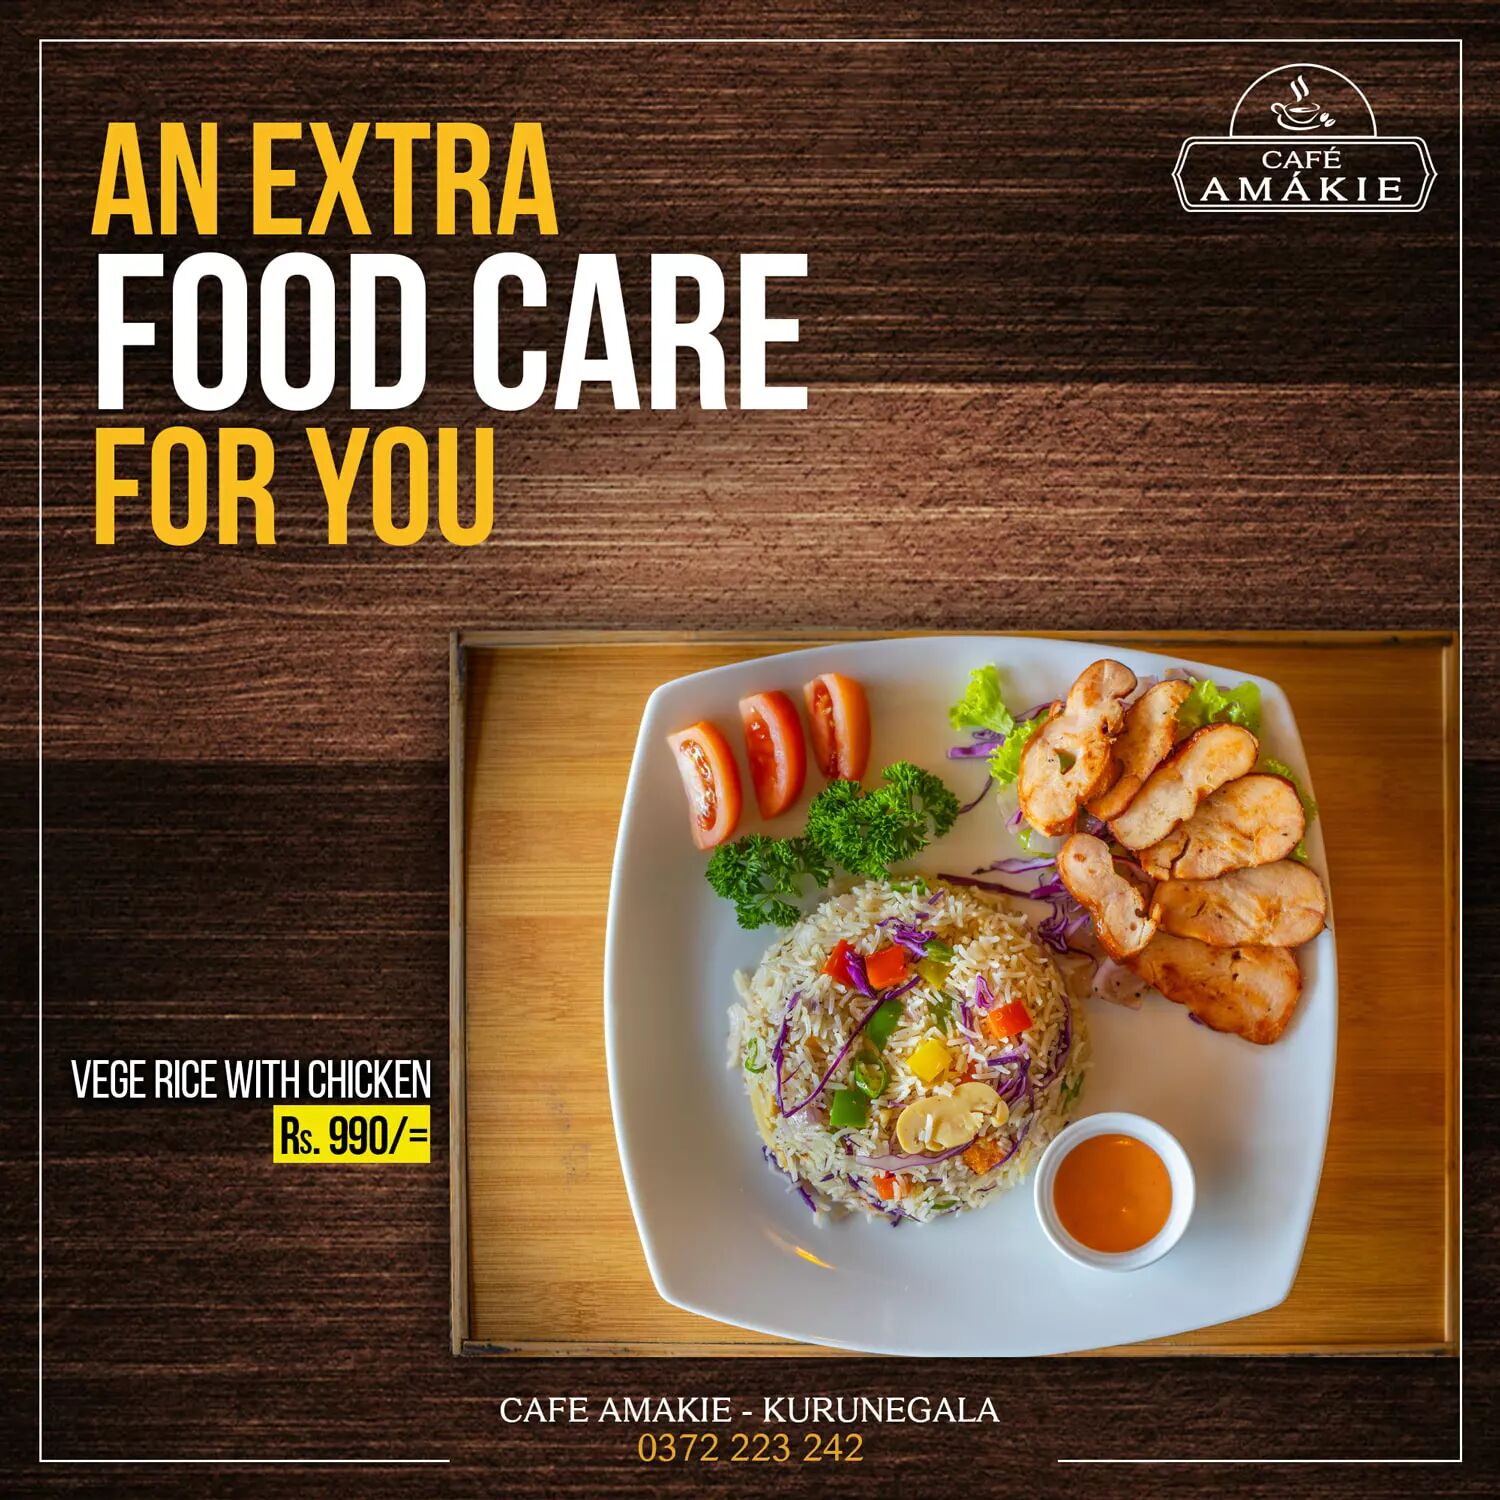 AN EXTRA
FOOD CARE
FOR YOU
CAFÉ
AMÁKIE
VEGE RICE WITH CHICKEN
Rs. 990/=
CAFE AMAKIE - KURUNEGALA
0372 223 242